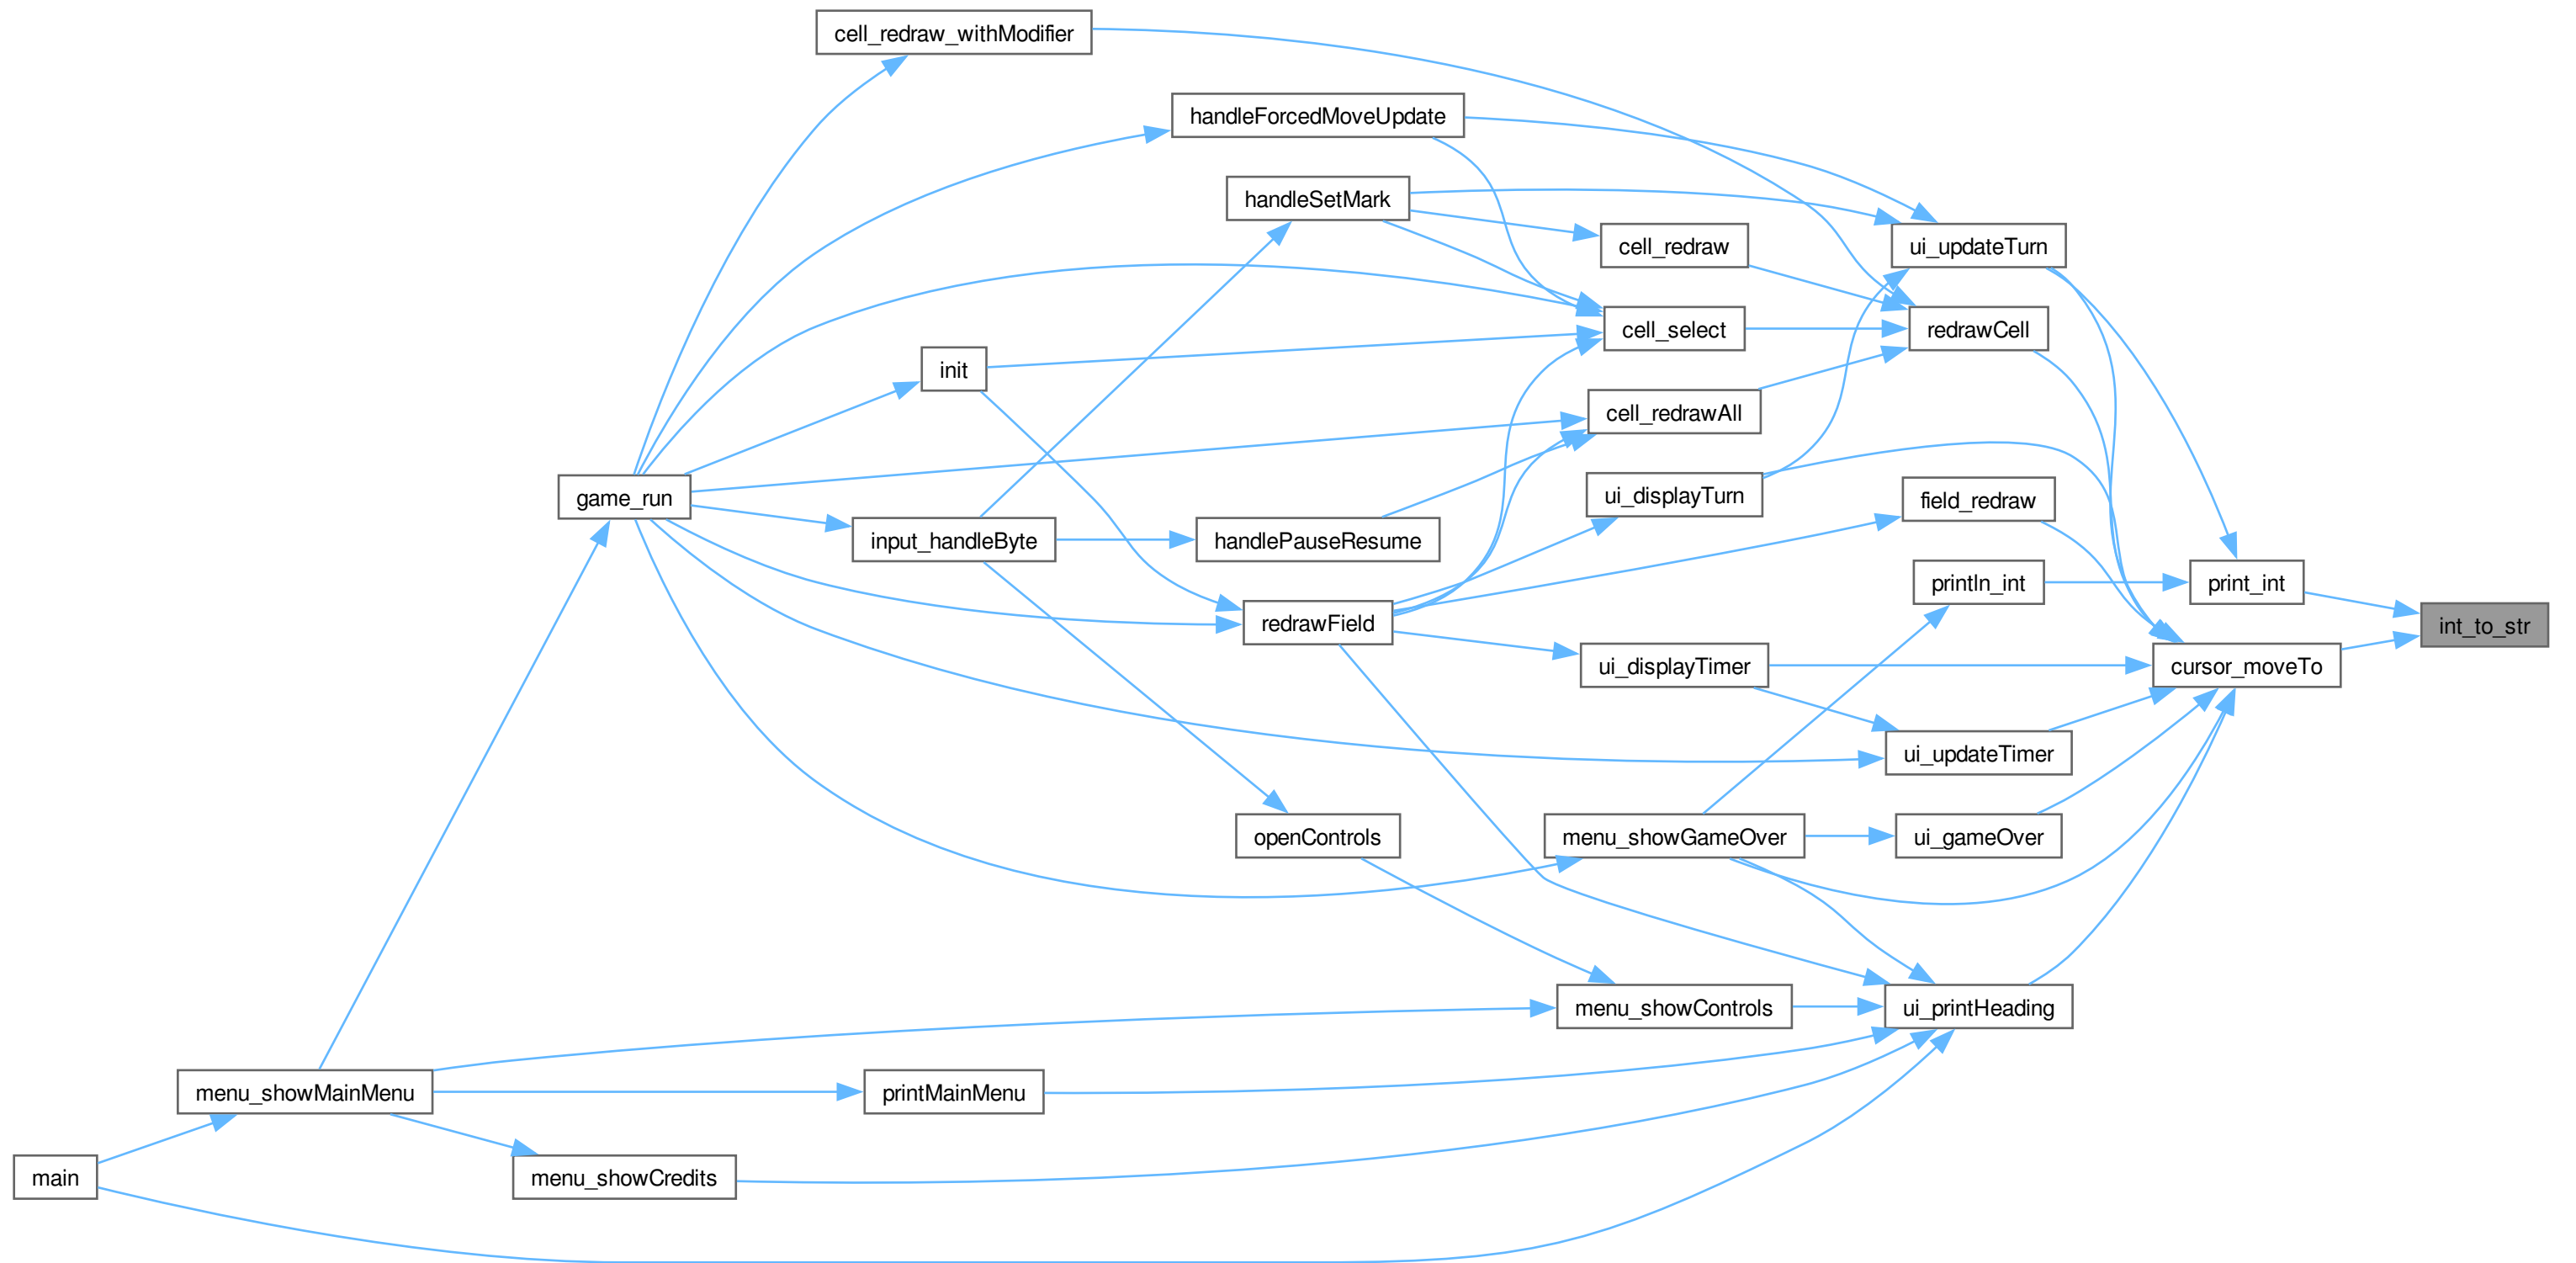 cell_redraw_withModifier
handleForcedMoveUpdate
handleSetMark
cell_redraw
ui_updateTurn
cell_select
redrawCell
init
cell_redrawAll
game_run
ui_displayTurn
field_redraw
input_handleByte
handlePauseResume
printIn_int
print_int
redrawField
int_to_str
ui_displayTimer
cursor_moveTo
ui_updateTimer
openControls
menu_showGameOver
ui_gameOver
menu_showControls
ui_printHeading
menu_showMainMenu
printMainMenu
main
menu_showCredits